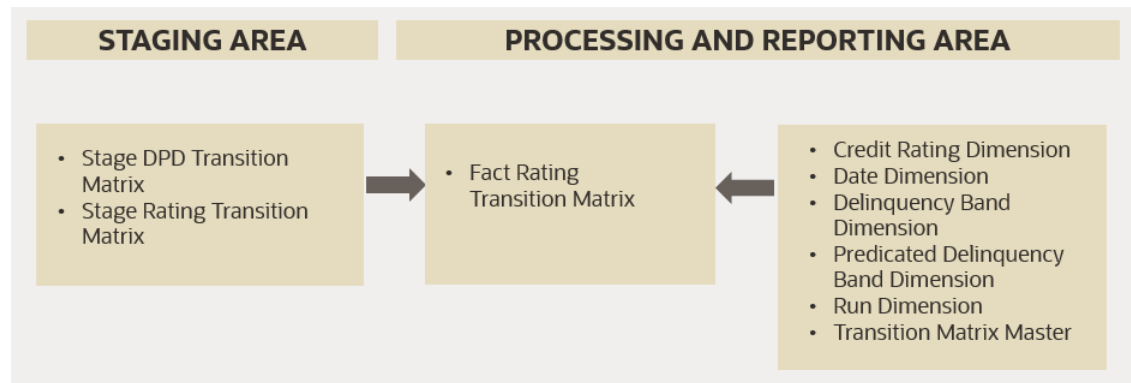 STAGING AREA
PROCESSING AND REPORTING AREA
• Stage DPD Transition
Matrix
• Stage Rating Transition
Matrix
• Fact Rating
Transition Matrix
• Credit Rating Dimension
• Date Dimension
• Delinquency Band
Dimension
• Predicated Delinquency
Band Dimension
• Run Dimension
• Transition Matrix Master